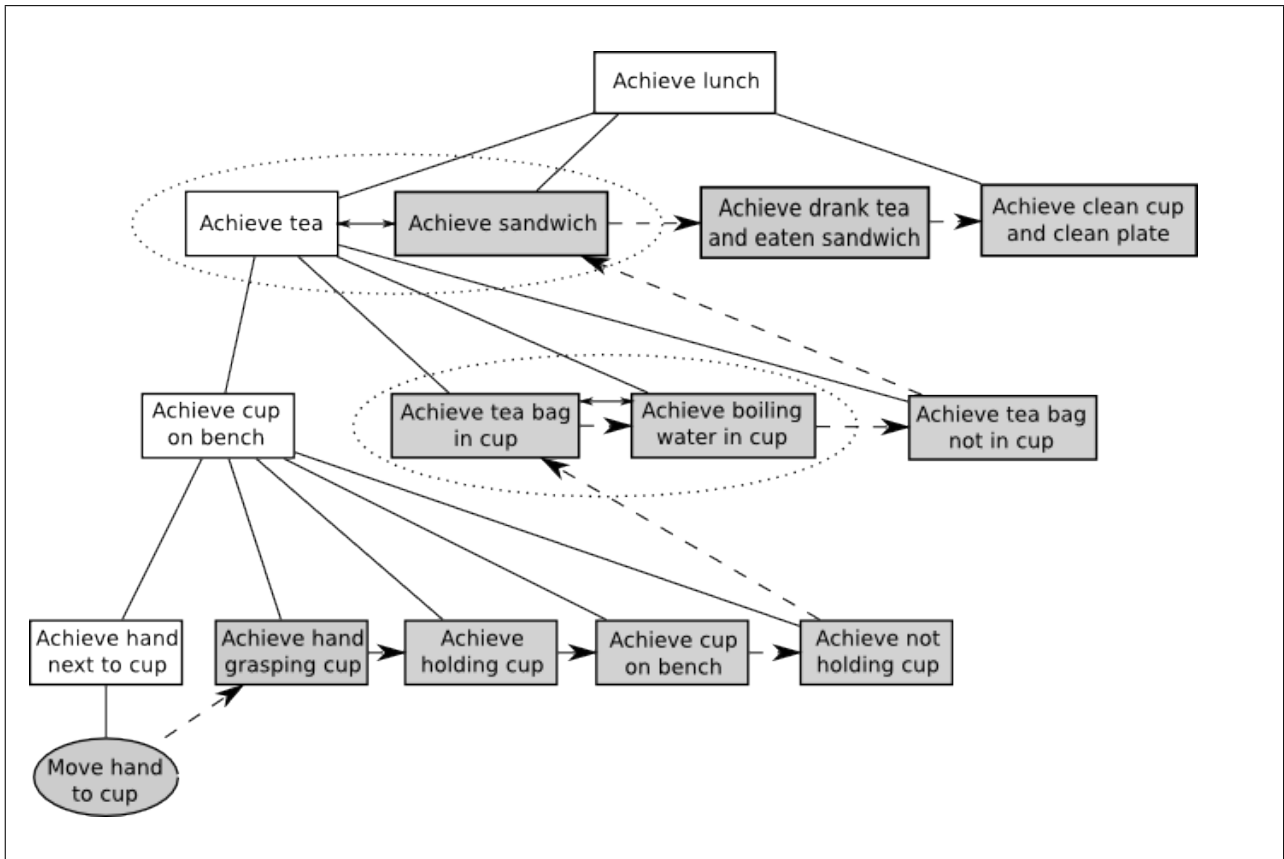 Achieve lunch
Achieve tea
Achieve sandwich
Achieve drank tea
and eaten sandwich
Achieve clean cup
and clean plate
Achieve cup
on bench
Achieve tea bag
in cup
Achieve boiling
water in cup
Achieve tea bag
not in cup
Achieve hand
next to cup
Achieve hand
grasping cup
Achieve
holding cup
Achieve cup
on bench
Achieve not
holding cup
Move hand
to cup